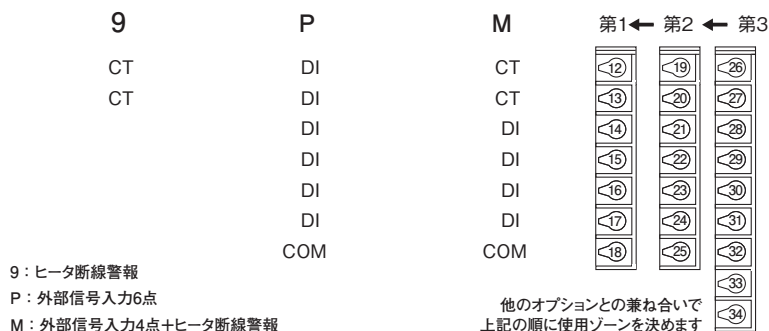 9 P M 第1← 第2 ← 第3
CT DI CT 12 19 26
CT DI CT 13 20 27
DI DI 14 21 28
DI DI 15 22 29
DI DI 16 23 30
DI DI 17 24 31
COM COM 18 25 32
33
34
9：ヒータ断線警報
P：外部信号入力6点
M：外部信号入力4点＋ヒータ断線警報
他のオプションとの兼ね合いで
上記の順に使用ゾーンを決めます